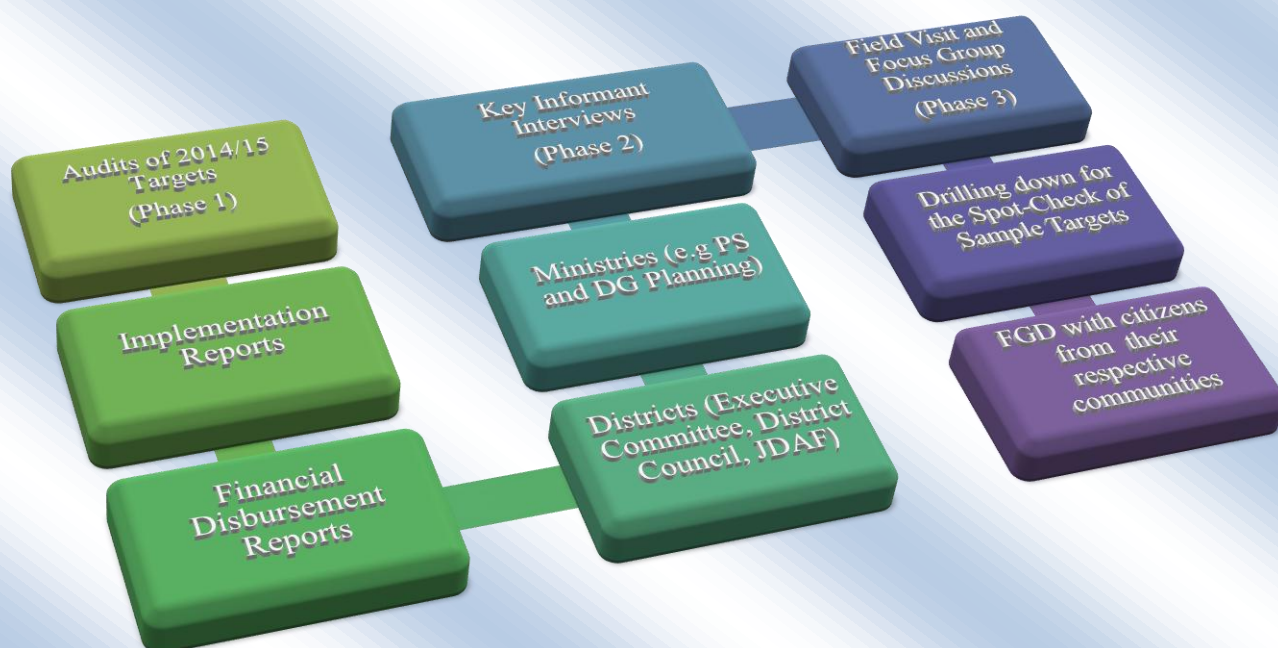 Audits of 2014/15
Targets
(Phase 1)
Implementation
Reports
Financial
Disbursement
Reports
Districts (Executive
Committee, District
Council, JDAF)
Ministries (e.g PS
and DG Planning)
Key Informant
Interviews
(Phase 2)
Field Visit and
Focus Group
Discussions
(Phase 3)
Drilling down for
the Spot-Check of
Sample Targets
FGD with citizens
from their
respective
communities